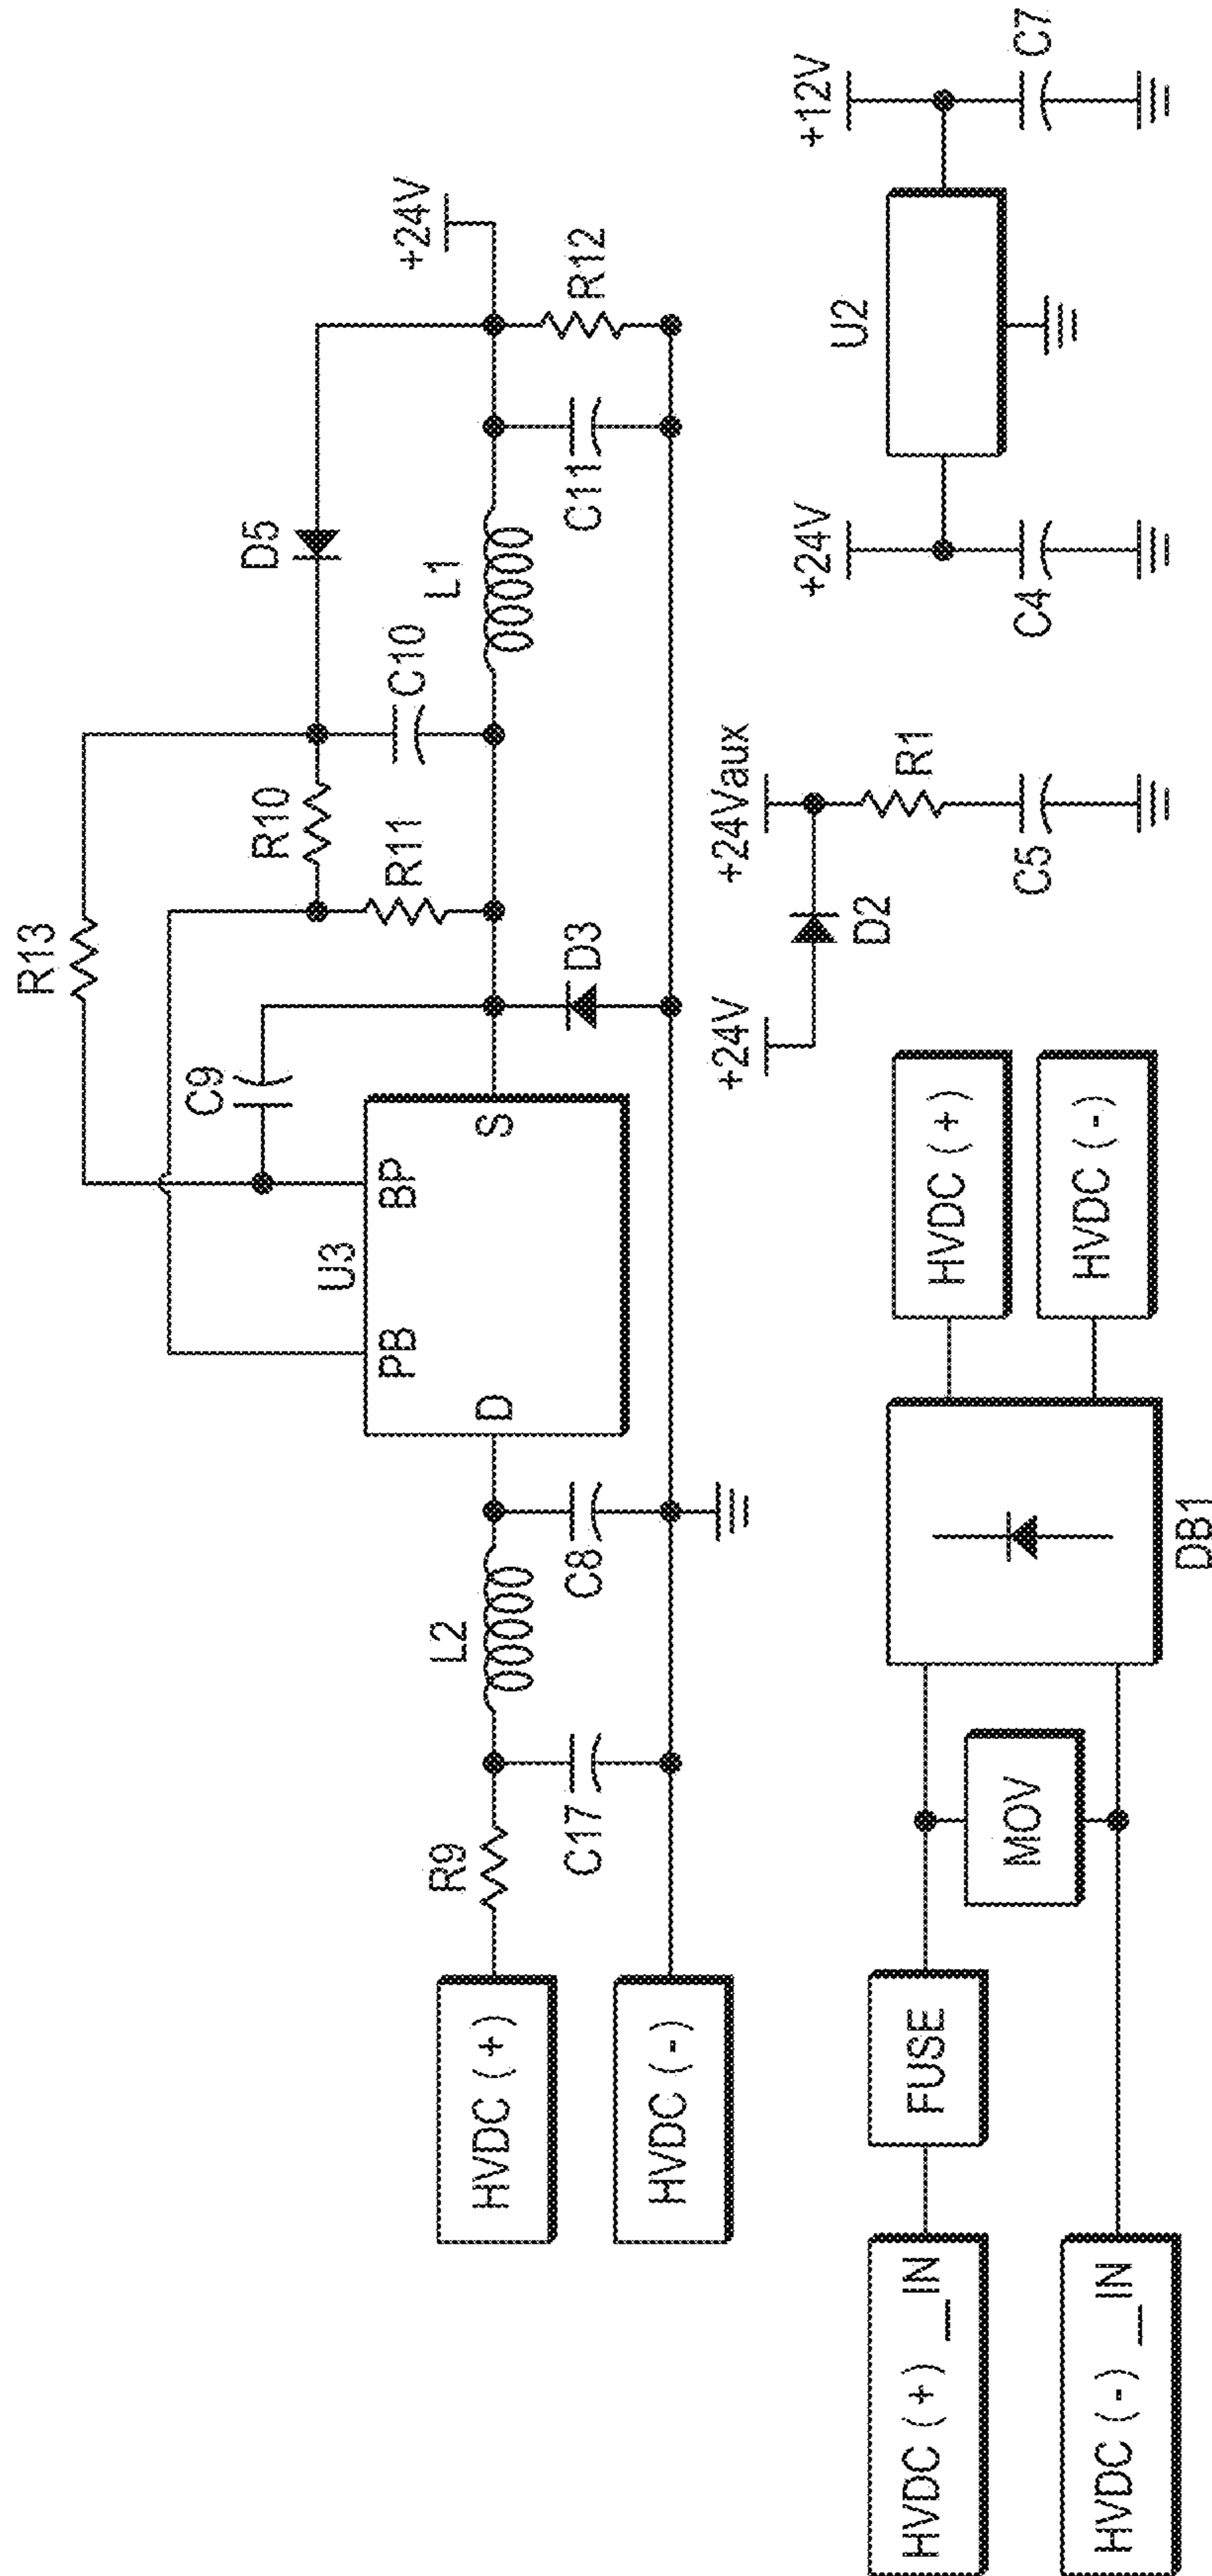 R13
D5
C9
R10
C10
+24V
R11
L1
U3
PB
BP
D
S
D3
C11
R12
R9
L2
C17
C8
HVDC (+)
HVDC (-)
+24V
+24Vaux
D2
R1
C5
+24V
C4
U2
+12V
C7
HVDC (+) _IN
FUSE
MOV
HVDC (-) _IN
DB1
HVDC (+)
HVDC (-)